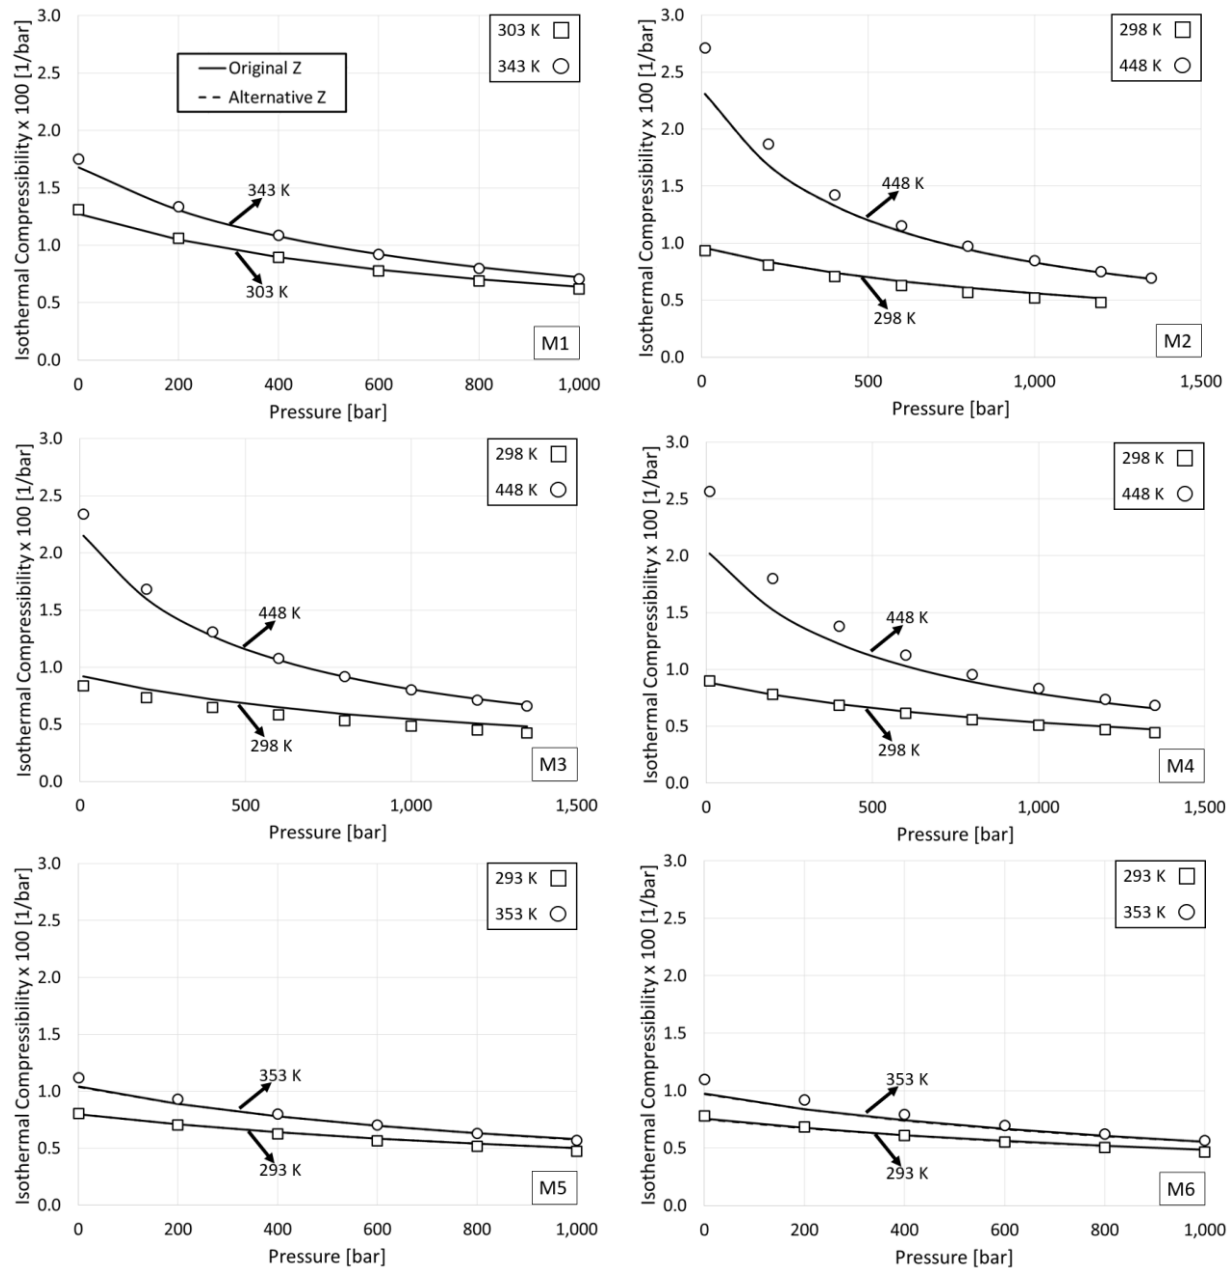 Isothermal Compressibility x 100 [1/bar]
3.0
2.5
2.0
1.5
1.0
0.5
0.0
303 K
343 K
Original Z
Alternative Z
343 K
303 K
M1
0 200 400 600 800 1,000
Pressure [bar]
Isothermal Compressibility x 100 [1/bar]
3.0
2.5
2.0
1.5
1.0
0.5
0.0
298 K
448 K
448 K
298 K
M2
0 500 1,000 1,500
Pressure [bar]
Isothermal Compressibility x 100 [1/bar]
3.0
2.5
2.0
1.5
1.0
0.5
0.0
298 K
448 K
448 K
298 K
M3
0 500 1,000 1,500
Pressure [bar]
Isothermal Compressibility x 100 [1/bar]
3.0
2.5
2.0
1.5
1.0
0.5
0.0
298 K
448 K
448 K
298 K
M4
0 500 1,000 1,500
Pressure [bar]
Isothermal Compressibility x 100 [1/bar]
3.0
2.5
2.0
1.5
1.0
0.5
0.0
293 K
353 K
353 K
293 K
M5
0 200 400 600 800 1,000
Pressure [bar]
Isothermal Compressibility x 100 [1/bar]
3.0
2.5
2.0
1.5
1.0
0.5
0.0
293 K
353 K
353 K
293 K
M6
0 200 400 600 800 1,000
Pressure [bar]